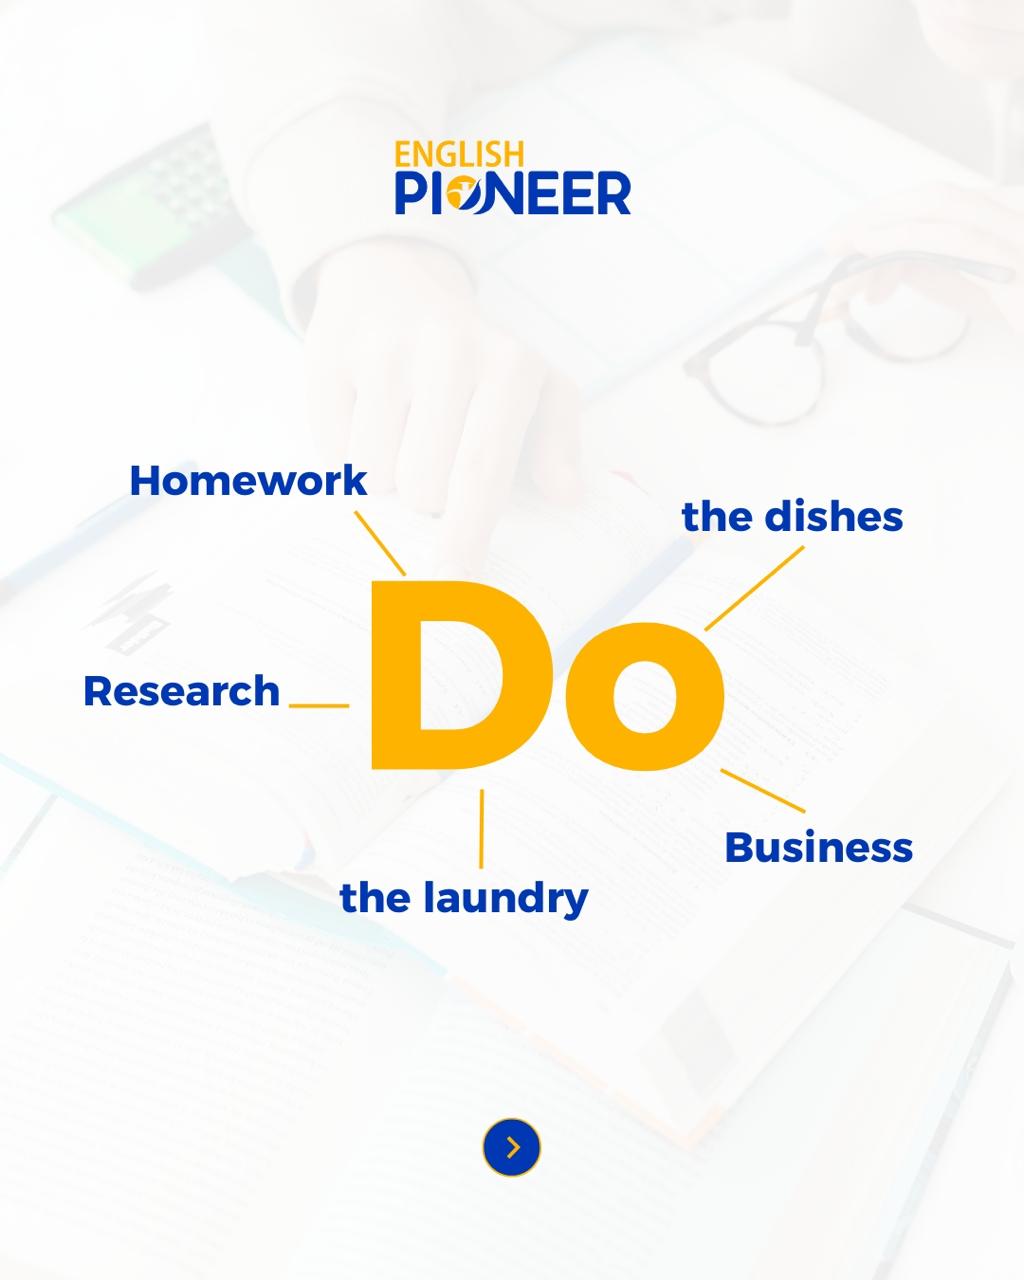 ENGLISH
PIONEER
Homework
the dishes
Do
Research
Business
the laundry